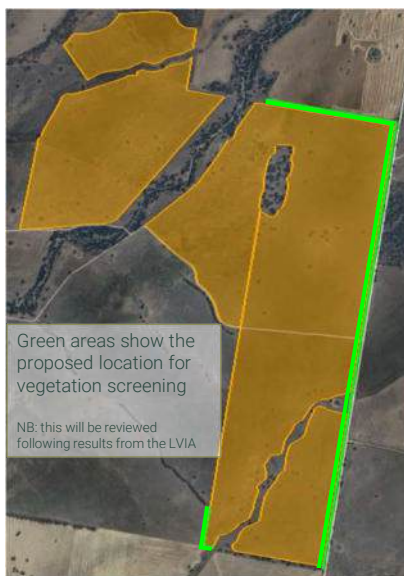 Green areas show the
proposed location for
vegetation screening
NB: this will be reviewed
following results from the LVIA